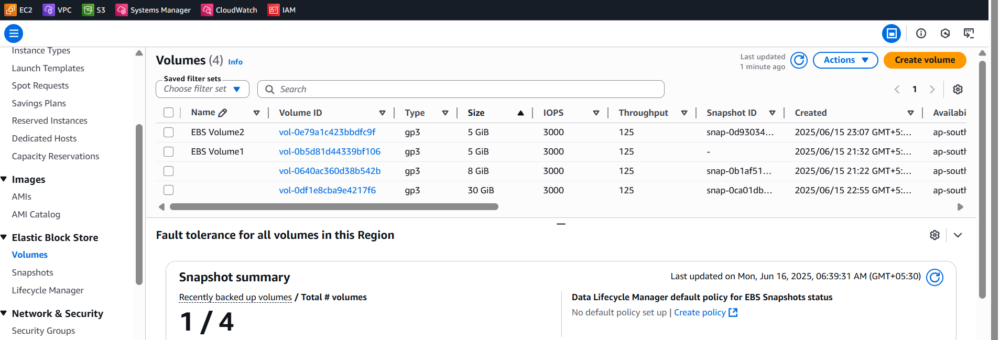 EC2 VPC S3 Systems Manager CloudWatch IAM
Instance Types
Launch Templates
Spot Requests
Savings Plans
Reserved Instances
Dedicated Hosts
Capacity Reservations
Images
AMIs
AMI Catalog
Elastic Block Store
Volumes
Snapshots
Lifecycle Manager
Network & Security
Security Groups
Volumes (4) Info
Last updated
1 minute ago
Actions
Create volume
Saved filter sets
Choose filter set
Search
1
Name Volume ID Type Size IOPS Throughput Snapshot ID Created Availabi
EBS Volume2 vol-0e79a1c423bbdfc9f gp3 5 GiB 3000 125 snap-0d93034... 2025/06/15 23:07 GMT+5:... ap-south
EBS Volume1 vol-0b5d81d44339bf106 gp3 5 GiB 3000 125 - 2025/06/15 21:32 GMT+5:... ap-south
vol-0640ac360d38b542b gp3 8 GiB 3000 125 snap-0b1af51... 2025/06/15 21:22 GMT+5:... ap-south
vol-0df1e8cba9e4217f6 gp3 30 GiB 3000 125 snap-0ca01db... 2025/06/15 22:55 GMT+5:... ap-south
Fault tolerance for all volumes in this Region
Snapshot summary
Last updated on Mon, Jun 16, 2025, 06:39:31 AM (GMT+05:30)
Recently backed up volumes / Total # volumes
1 / 4
Data Lifecycle Manager default policy for EBS Snapshots status
No default policy set up | Create policy